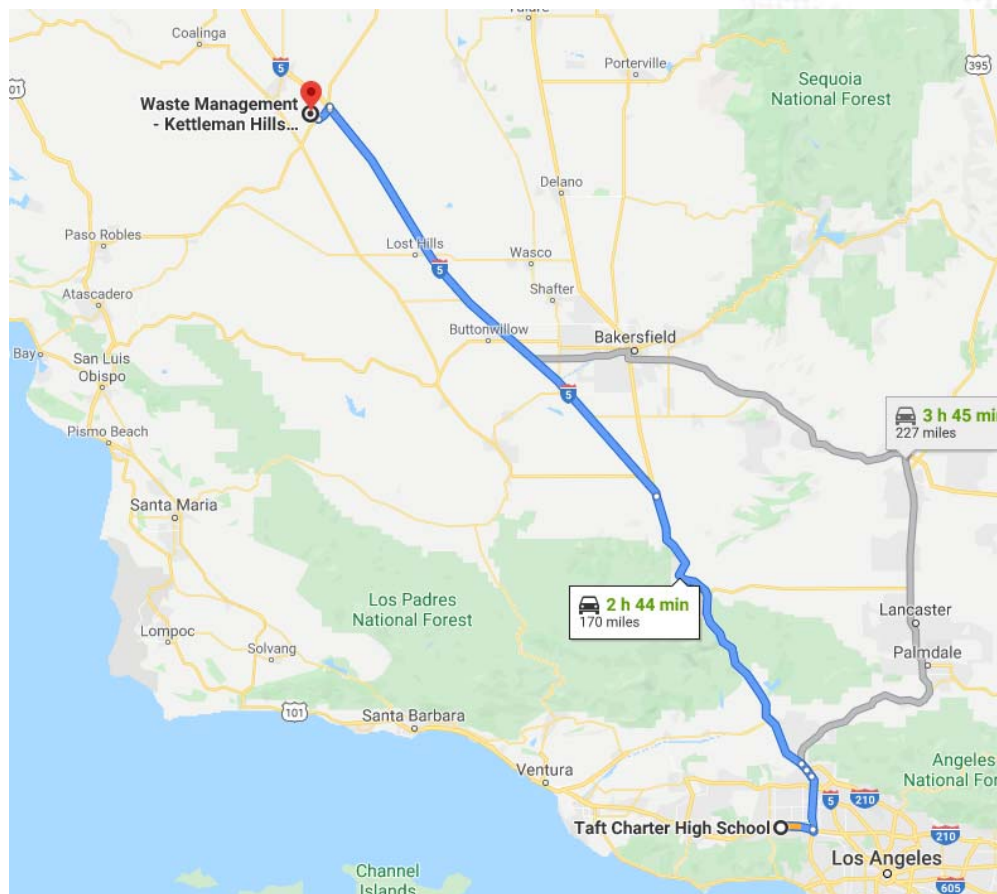 Coalinga
5
Porterville
395
Sequoia
National Forest
Waste Management
- Kettleman Hills...
Delano
Paso Robles
Lost Hills
Wasco
5
Shafter
Atascadero
Buttonwillow
Bakersfield
Bay
San Luis
Obispo
5
3 h 45 min
227 miles
Pismo Beach
Santa Maria
2 h 44 min
170 miles
Los Padres
National Forest
Lancaster
Lompoc
Solvang
Palmdale
101
Santa Barbara
Angeles
National For
Ventura
5
210
Taft Charter High School
210
Los Angeles
Channel
Islands
605